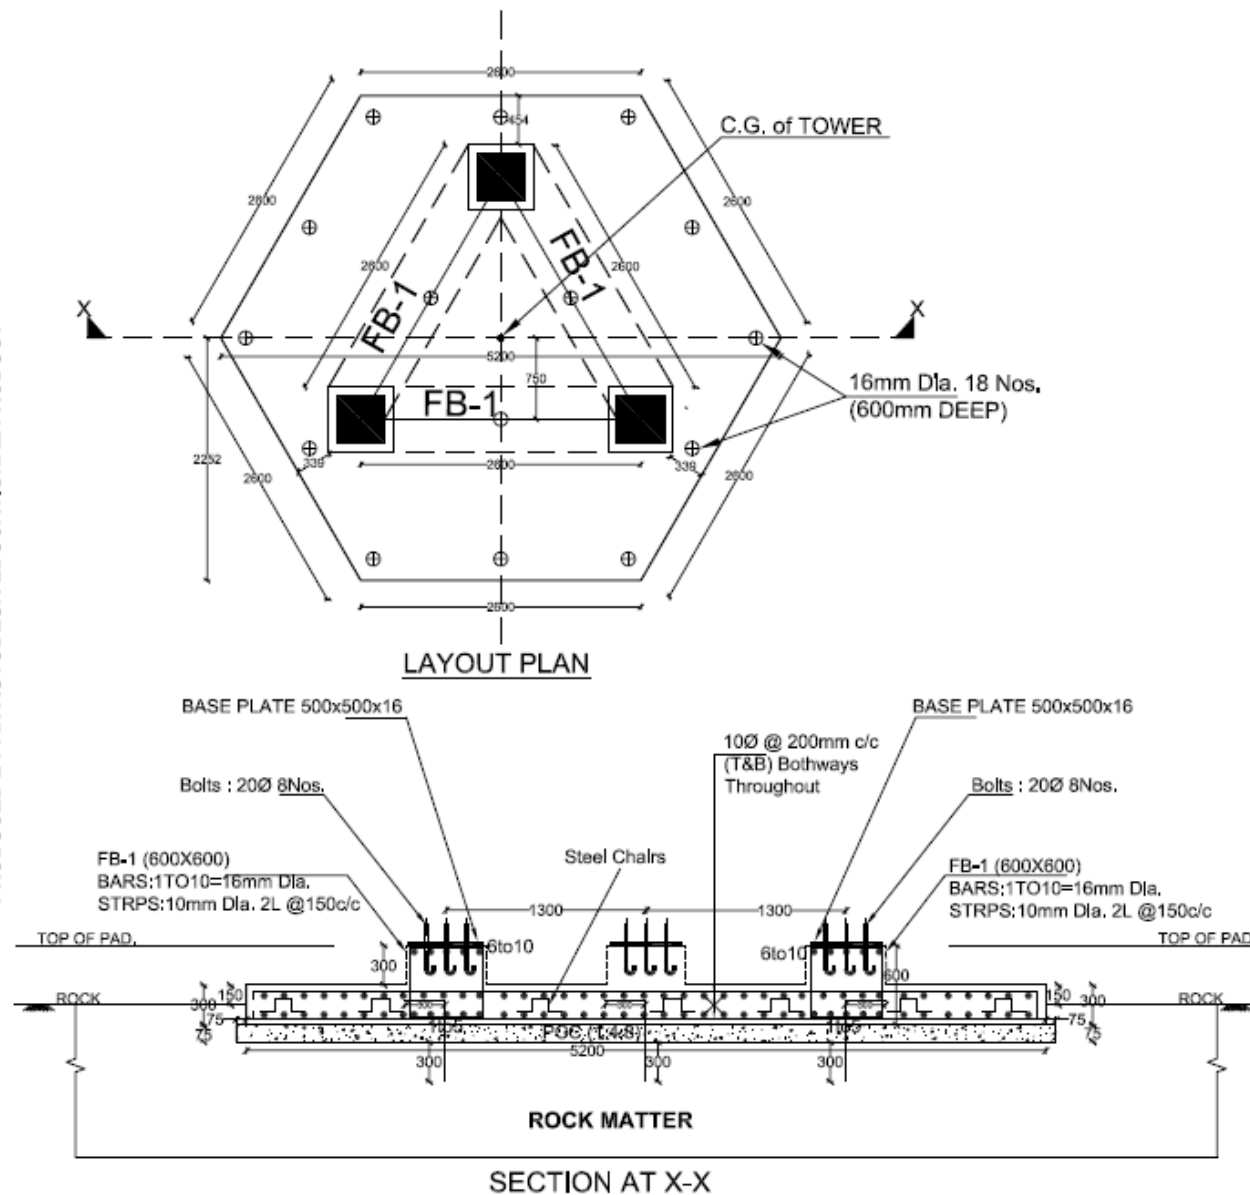 2600
454
C.G. of TOWER
2600
2600
FB-1
2600
2600
FB-1
X
X
5200
750
16mm Dia. 18 Nos.
(600mm DEEP)
FB-1
2252
339
2600
339
2600
2600
2600
LAYOUT PLAN
BASE PLATE 500x500x16
BASE PLATE 500x500x16
10Ø @ 200mm c/c
(T&B) Bothways
Throughout
Bolts : 20Ø 8Nos.
Bolts : 20Ø 8Nos.
FB-1 (600X600)
BARS:1TO10=16mm Dia.
STRPS:10mm Dia. 2L @150c/c
Steel Chairs
FB-1 (600X600)
BARS:1TO10=16mm Dia.
STRPS:10mm Dia. 2L @150c/c
1300
1300
TOP OF PAD.
6to10
6to10
TOP OF PAD
300
600
ROCK
150
300
75
75
150
300
75
75
ROCK
PCC (1:4:8)
5200
300
300
300
ROCK MATTER
SECTION AT X-X